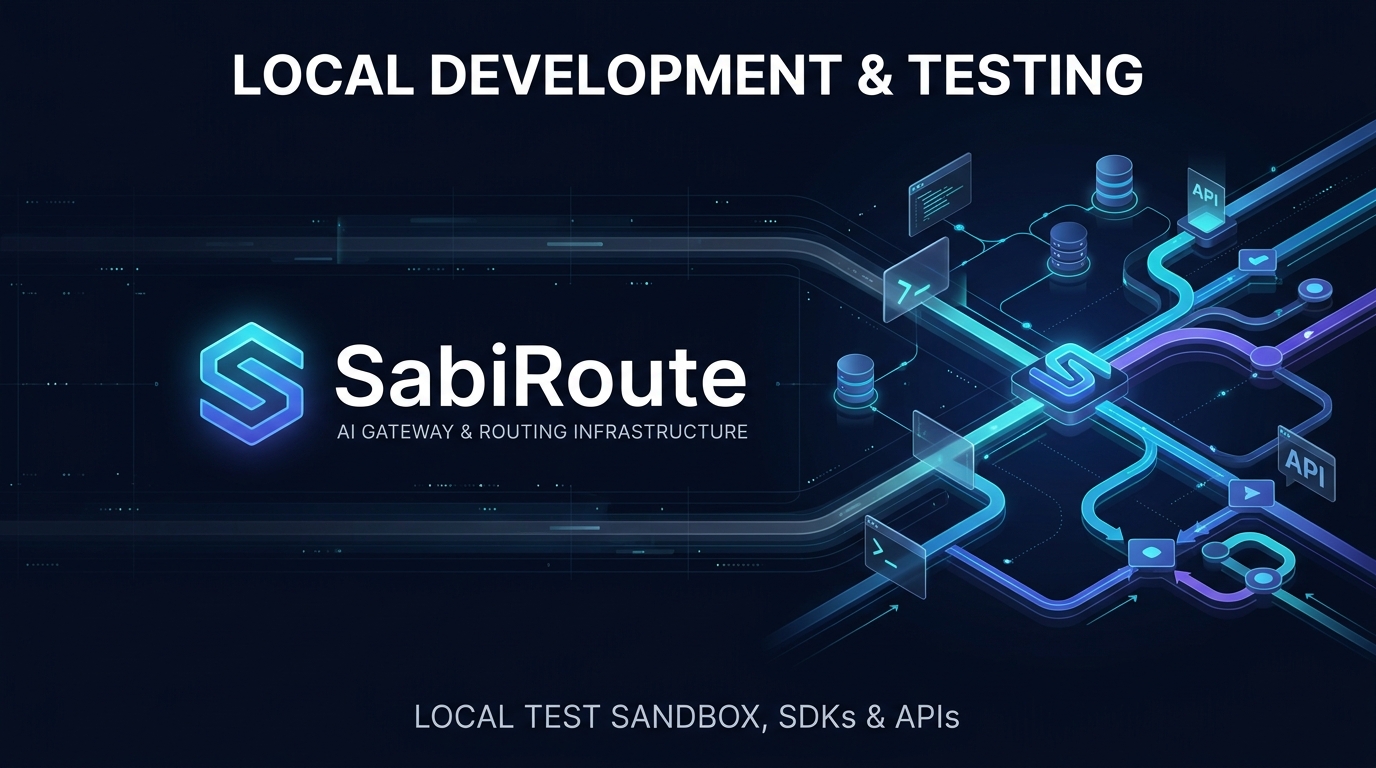 LOCAL DEVELOPMENT & TESTING
API
SabiRoute
AI GATEWAY & ROUTING INFRASTRUCTURE
API
LOCAL TEST SANDBOX, SDKs & APIs